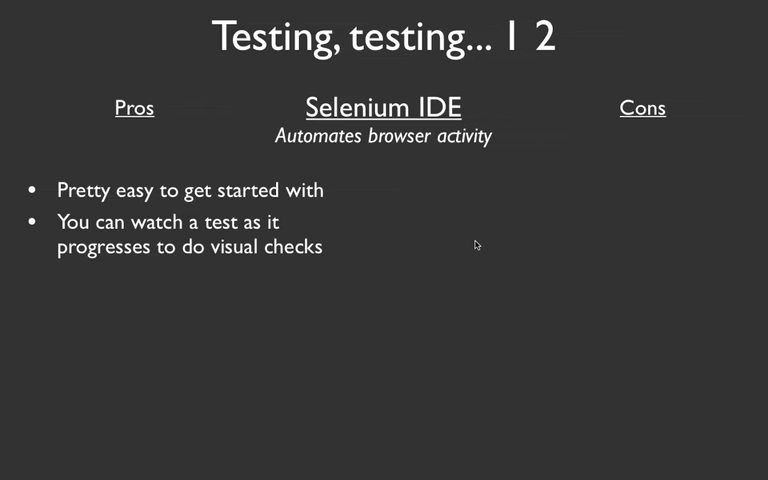 Testing, testing... 1 2
Pros
Selenium IDE
Cons
Automates browser activity
• Pretty easy to get started with
• You can watch a test as it
progresses to do visual checks